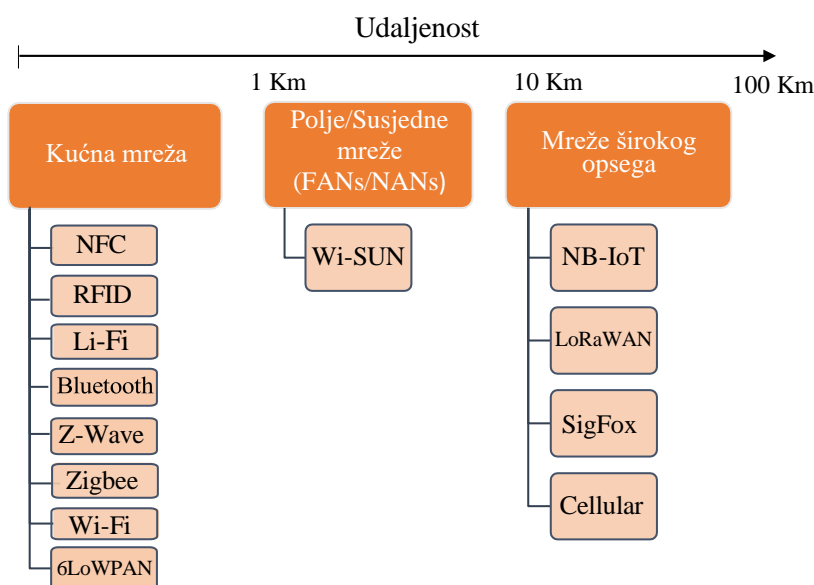 Udaljenost
1 Km
10 Km
100 Km
Kućna mreža
NFC
RFID
Li-Fi
Bluetooth
Z-Wave
Zigbee
Wi-Fi
6LoWPAN
Polje/Susjedne
mreže
(FANs/NANs)
Wi-SUN
Mreže širokog
opsega
NB-IoT
LoRaWAN
SigFox
Cellular